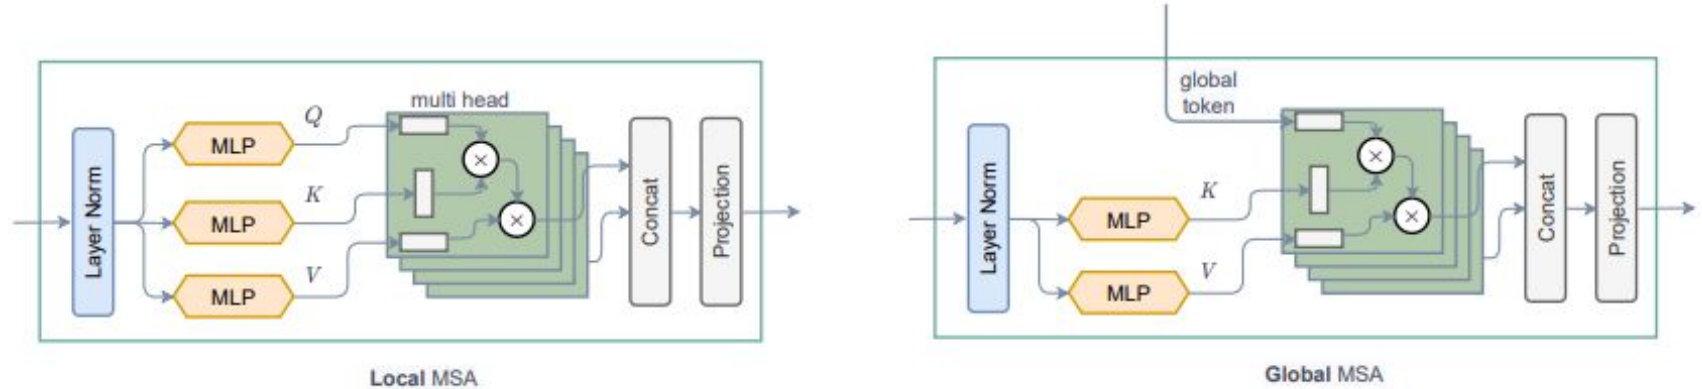 multi head
Q
MLP
K
MLP
V
MLP
Layer Norm
Concat
Projection
Local MSA
global
token
K
MLP
V
MLP
Layer Norm
Concat
Projection
Global MSA